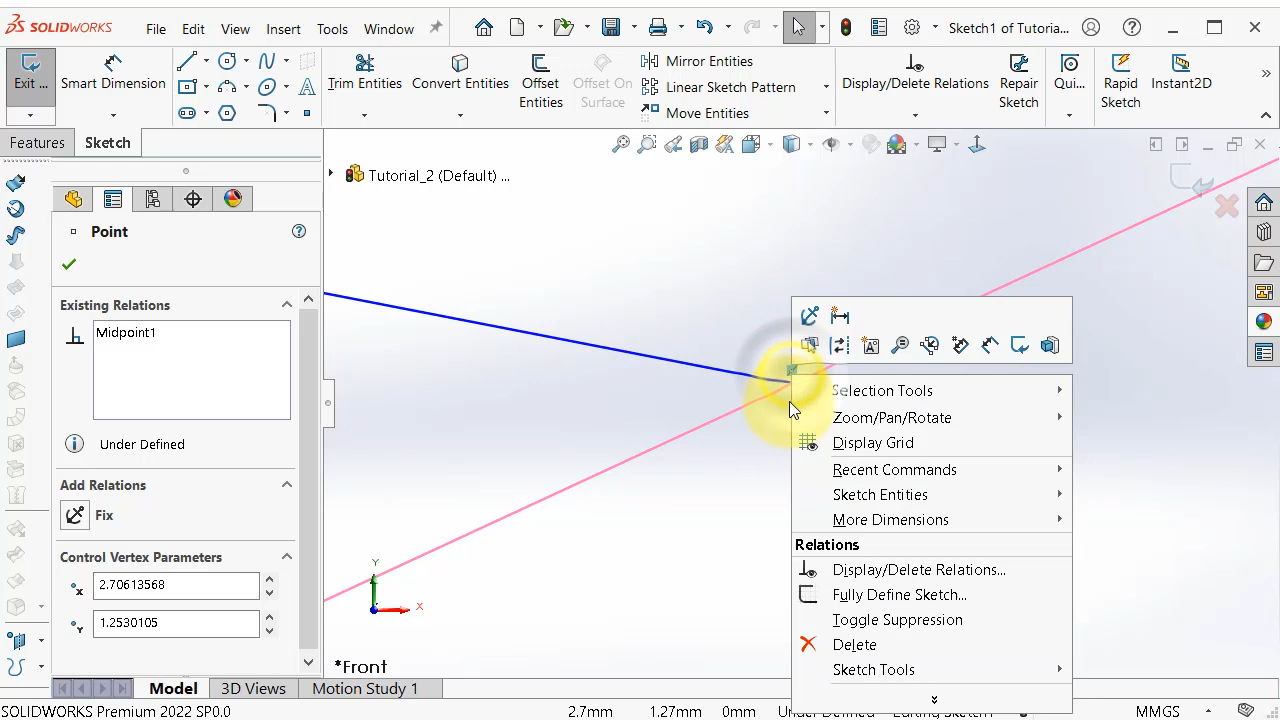 SOLIDWORKS File Edit View Insert Tools Window Sketch1 of Tutoria...
Exit ... Smart Dimension Trim Entities Convert Entities Offset Entities Offset On Surface Mirror Entities Display/Delete Relations Repair Sketch Qui... Rapid Sketch Instant2D
Linear Sketch Pattern
Move Entities
Features Sketch
Tutorial_2 (Default) ...
Point
Existing Relations
Midpoint1
Under Defined
Add Relations
Fix
Control Vertex Parameters
2.70613568
1.2530105
Y
X
*Front
Selection Tools
Zoom/Pan/Rotate
Display Grid
Recent Commands
Sketch Entities
More Dimensions
Relations
Display/Delete Relations...
Fully Define Sketch...
Toggle Suppression
Delete
Sketch Tools
Model 3D Views Motion Study 1
SOLIDWORKS Premium 2022 SP0.0 2.7mm 1.27mm 0mm MMGS